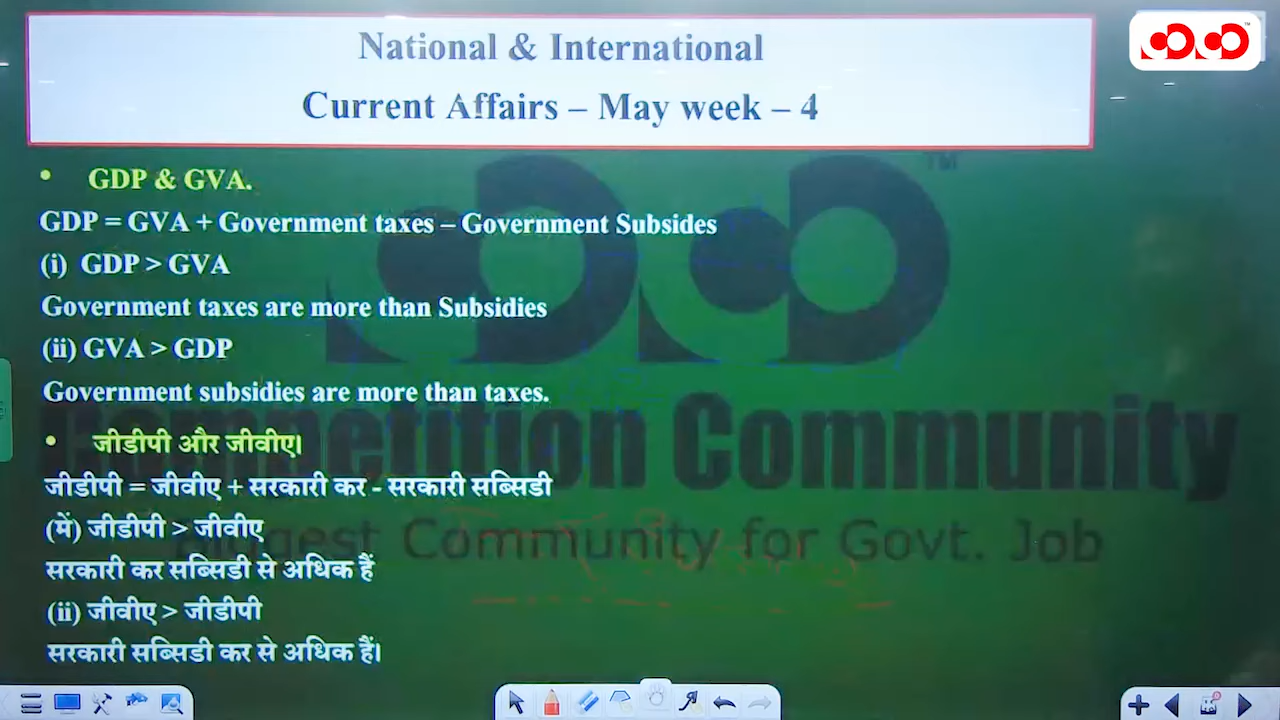 National & International
Current Affairs – May week – 4
TM
• GDP & GVA.
GDP = GVA + Government taxes – Government Subsides
(i) GDP > GVA
Government taxes are more than Subsidies
(ii) GVA > GDP
Government subsidies are more than taxes.
• जीडीपी और जीवीए।
जीडीपी = जीवीए + सरकारी कर - सरकारी सब्सिडी
(में) जीडीपी > जीवीए
सरकारी कर सब्सिडी से अधिक हैं
(ii) जीवीए > जीडीपी
सरकारी सब्सिडी कर से अधिक हैं।
TM
Competition Community
Biggest Community for Govt. Job